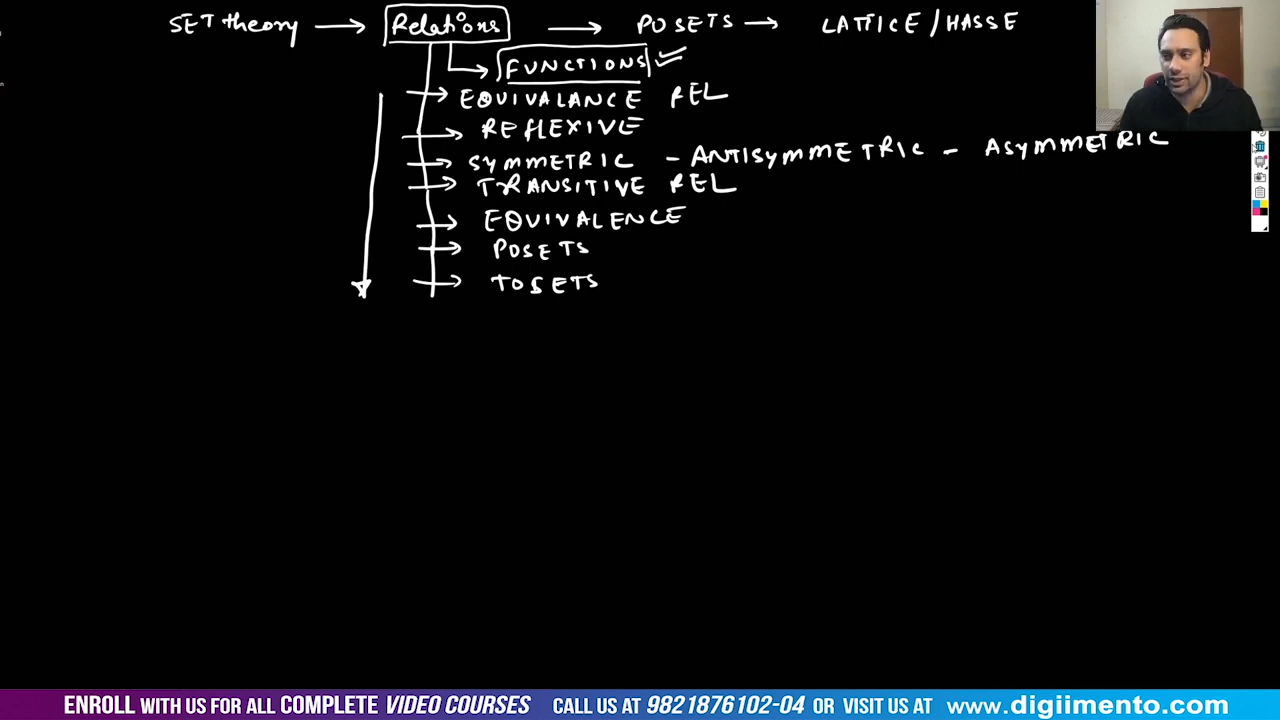 SET theory → Relations → POSETS → LATTICE / HASSE
FUNCTIONS
EQUIVALANCE REL
REFLEXIVE
SYMMETRIC - ANTISYMMETRIC - ASYMMETRIC
TRANSITIVE REL
EQUIVALENCE
POSETS
TOSETS
ENROLL WITH US FOR ALL COMPLETE VIDEO COURSES CALL US AT 9821876102-04 OR VISIT US AT www.digiimento.com